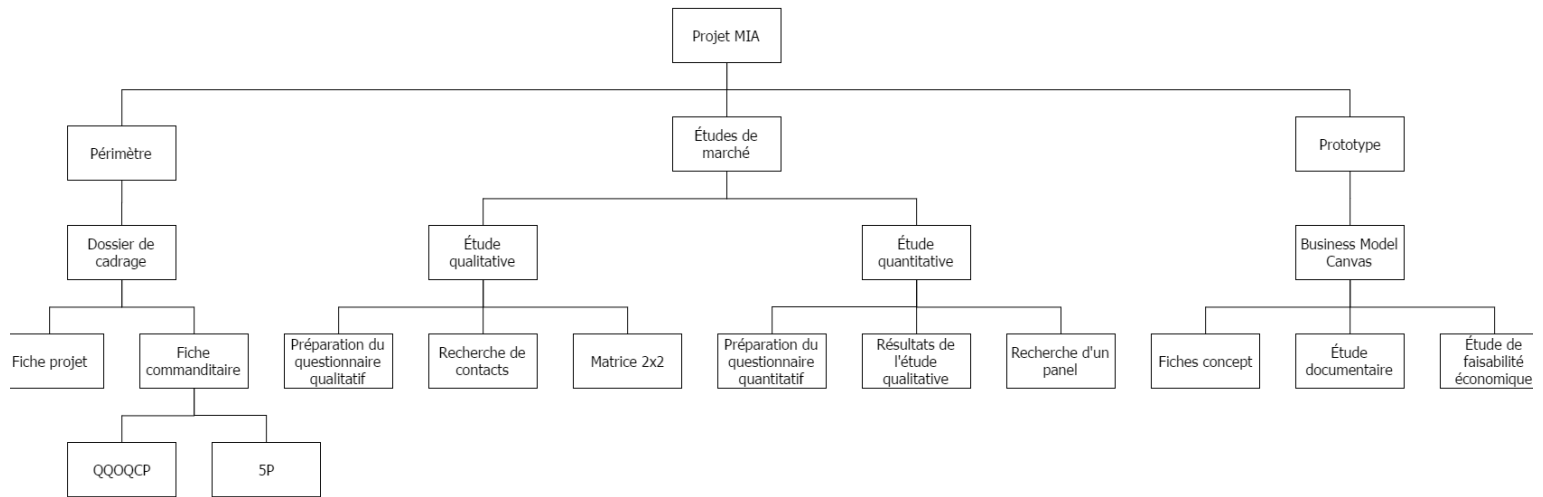 Projet MIA
Périmètre
Études de
marché
Prototype
Dossier de
cadrage
Étude
qualitative
Étude
quantitative
Business Model
Canvas
Fiche projet
Fiche
commanditaire
Préparation du
questionnaire
qualitatif
Recherche de
contacts
Matrice 2x2
Préparation du
questionnaire
quantitatif
Résultats de
l'étude
qualitative
Recherche d'un
panel
Fiches concept
Étude
documentaire
Étude de
faisabilité
économique
QQOQCP
5P